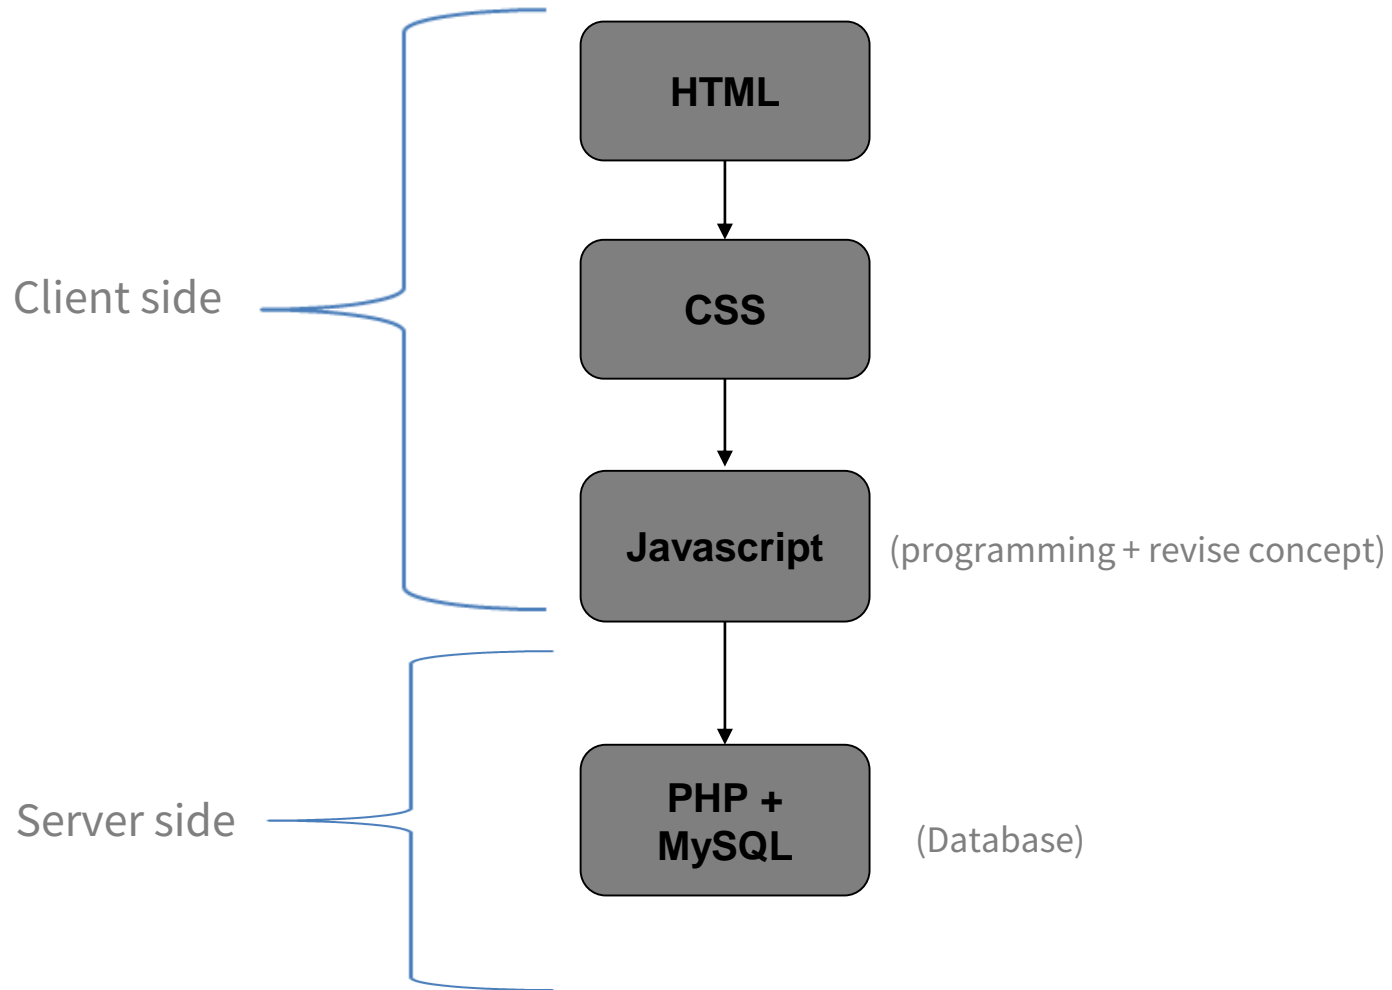 HTML
CSS
Client side
Javascript
(programming + revise concept)
PHP +
MySQL
Server side
(Database)